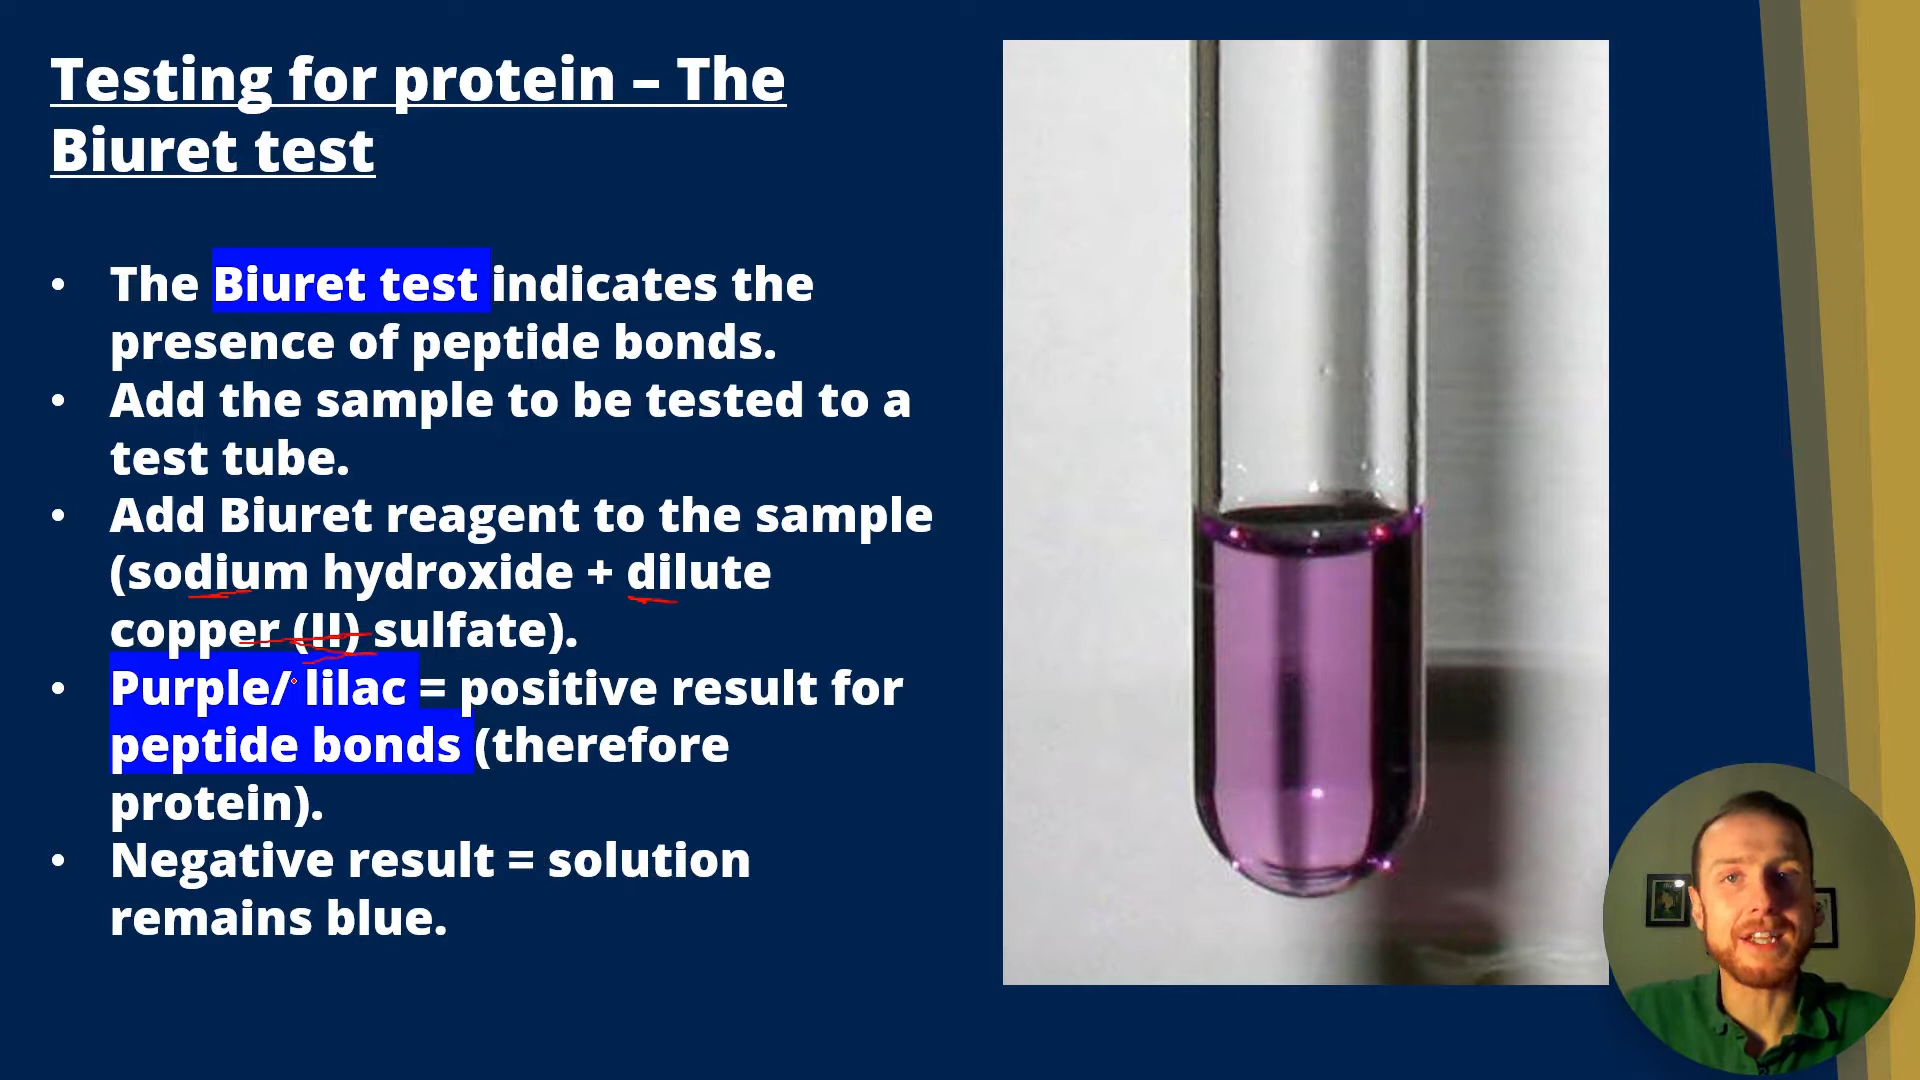 Testing for protein – The
Biuret test
• The Biuret test indicates the
presence of peptide bonds.
• Add the sample to be tested to a
test tube.
• Add Biuret reagent to the sample
(sodium hydroxide + dilute
copper (II) sulfate).
• Purple/ lilac = positive result for
peptide bonds (therefore
protein).
• Negative result = solution
remains blue.